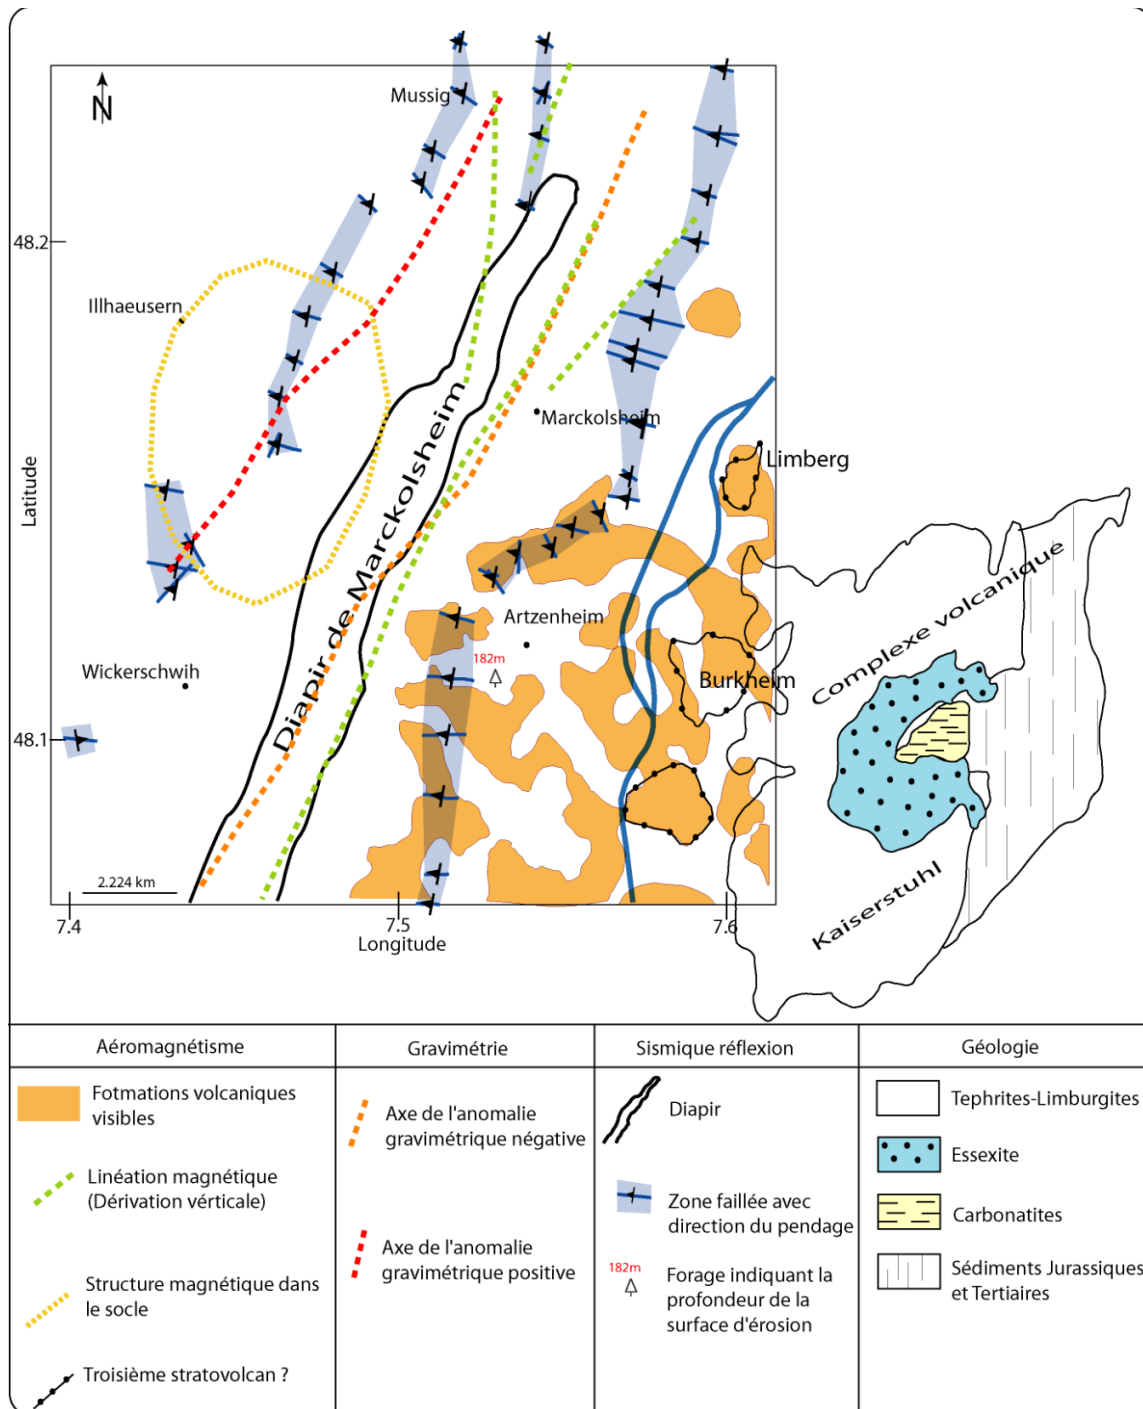 N
Mussig
48.2
Illhaeusern
Marckolsheim
Limberg
Latitude
Diapir de Marckolsheim
Complexe volcanique
Artzenheim
182m
Wickerschwih
Burkheim
48.1
Kaiserstuhl
2.224 km
7.4
7.5
7.6
Longitude
Aéromagnétisme
Fotmations volcaniques
visibles
Linéation magnétique
(Dérivation vérticale)
Structure magnétique dans
le socle
Troisième stratovolcan ?
Gravimétrie
Axe de l'anomalie
gravimétrique négative
Axe de l'anomalie
gravimétrique positive
Sismique réflexion
Diapir
Zone faillée avec
direction du pendage
182m
Forage indiquant la
profondeur de la
surface d'érosion
Géologie
Tephrites-Limburgites
Essexite
Carbonatites
Sédiments Jurassiques
et Tertiaires